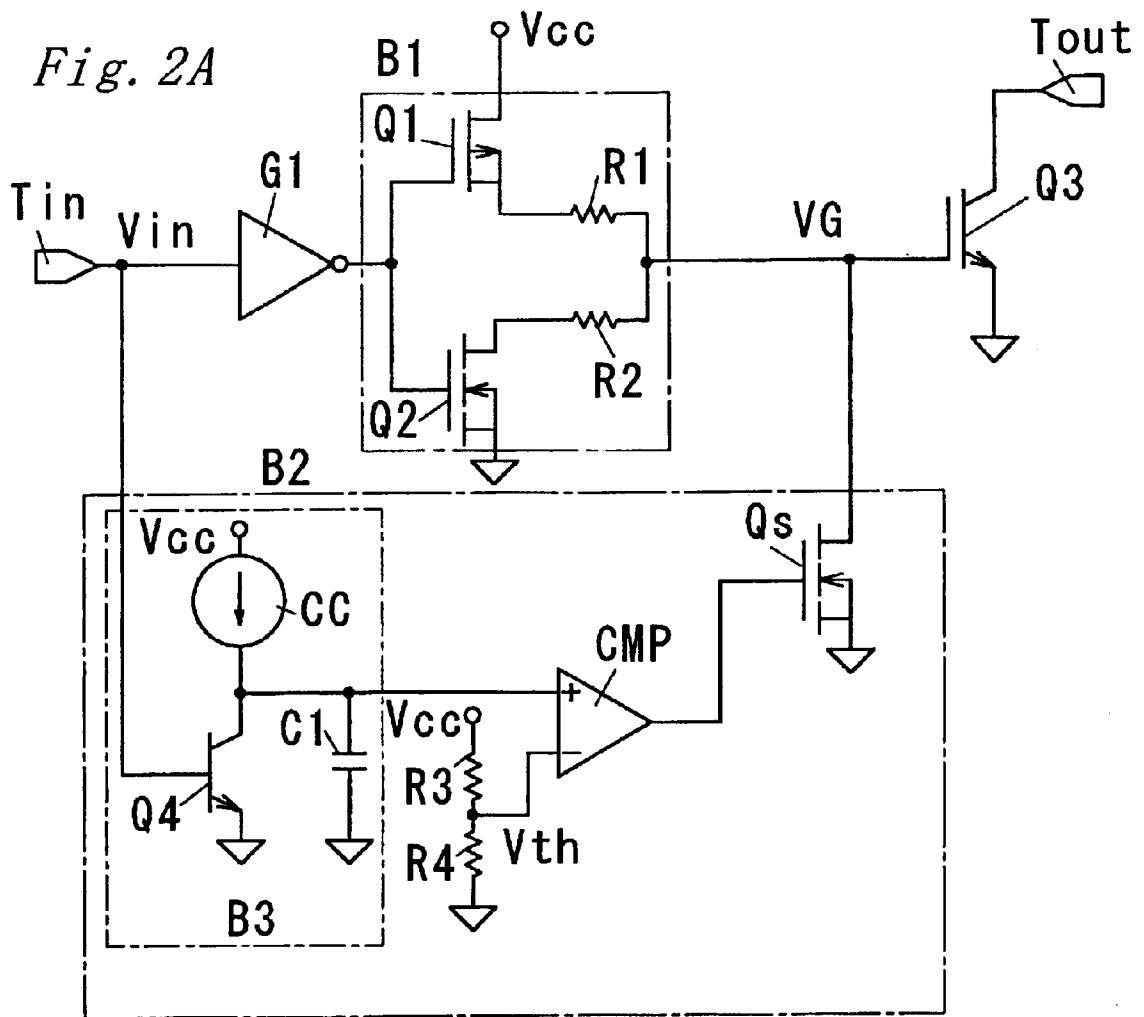 Fig. 2A
Vcc
Tout
B1
Q1
G1
R1
Q3
Tin
Vin
VG
R2
Q2
B2
Vcc
Qs
CC
CMP
C1
Vcc
R3
Q4
Vth
R4
B3
+
−